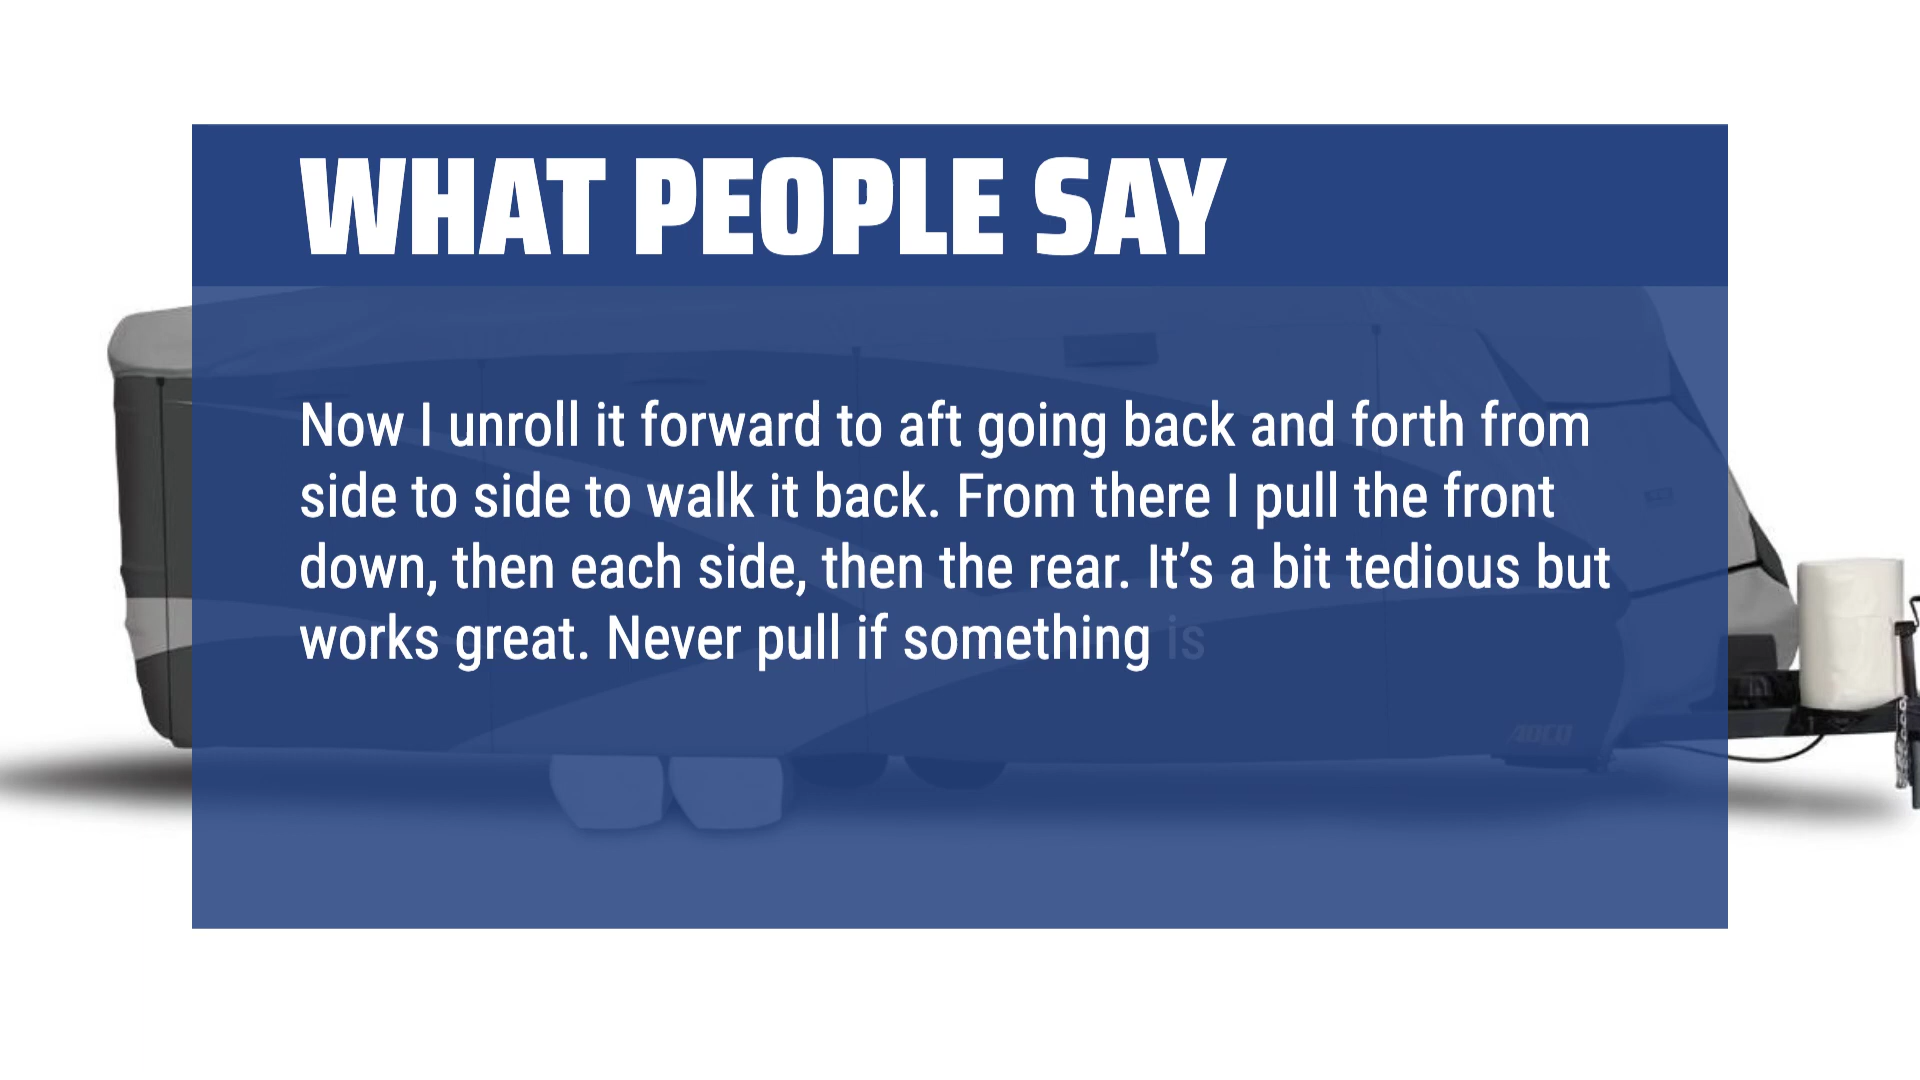 WHAT PEOPLE SAY
Now I unroll it forward to aft going back and forth from
side to side to walk it back. From there I pull the front
down, then each side, then the rear. It’s a bit tedious but
works great. Never pull if something is
ADCO